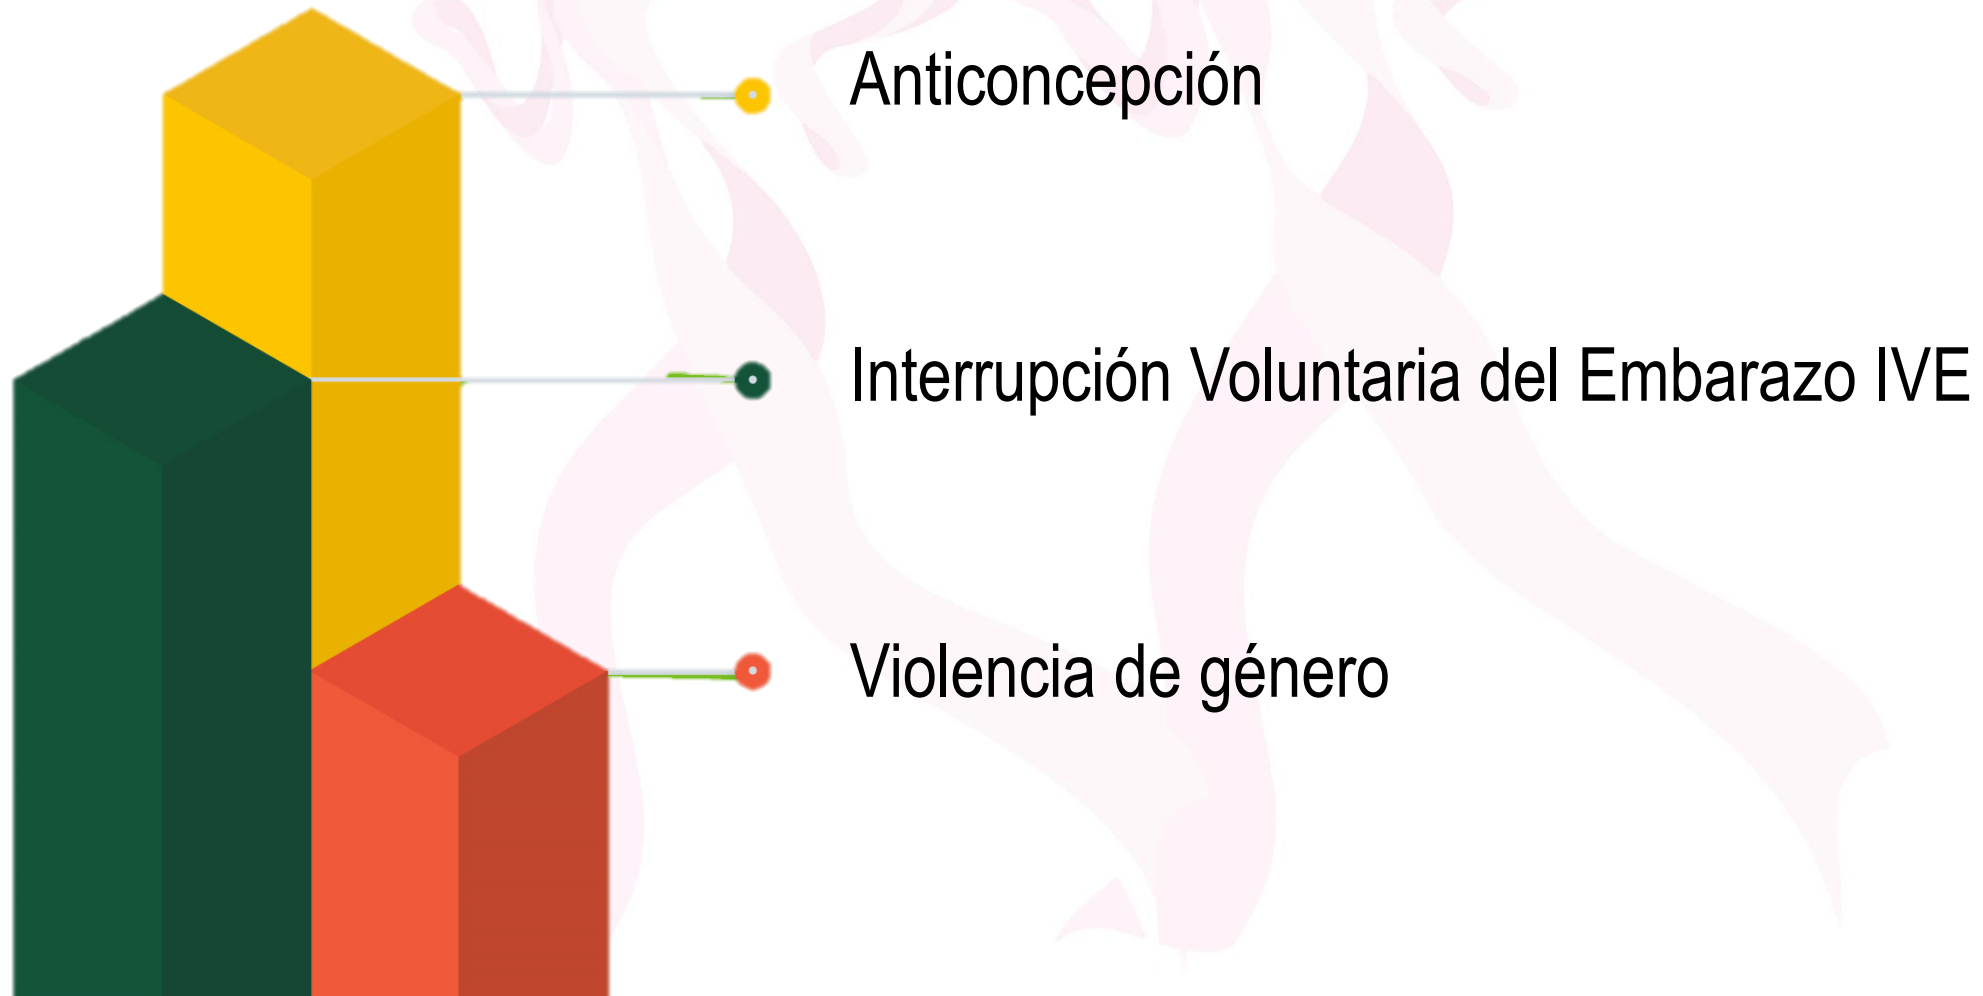 Anticoncepción
Interrupción Voluntaria del Embarazo IVE
Violencia de género